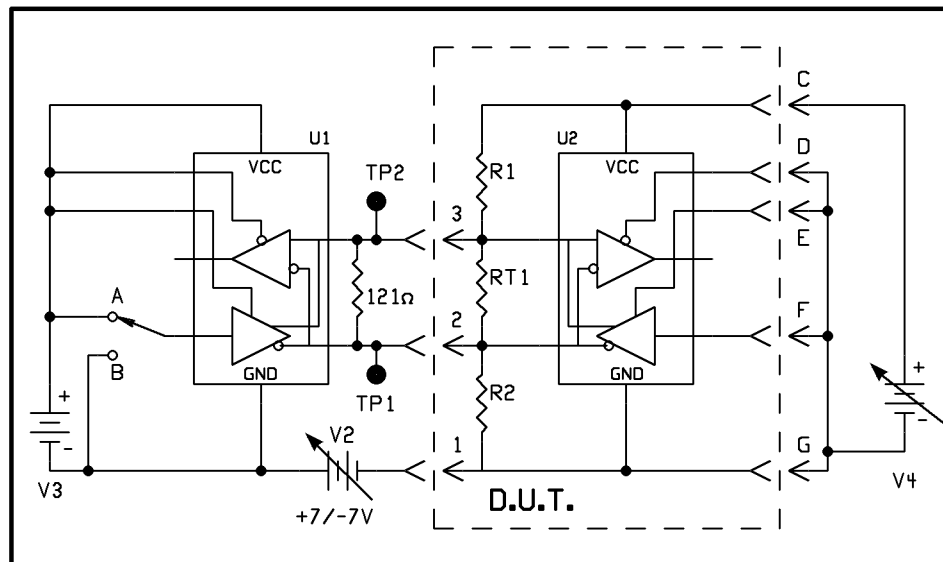 C
U1
U2
D
VCC
VCC
TP2
R1
3
E
RT1
A
121Ω
2
F
B
GND
TP1
GND
R2
+
-
+
-
V2
1
G
V3
V4
+7/-7V
D.U.T.